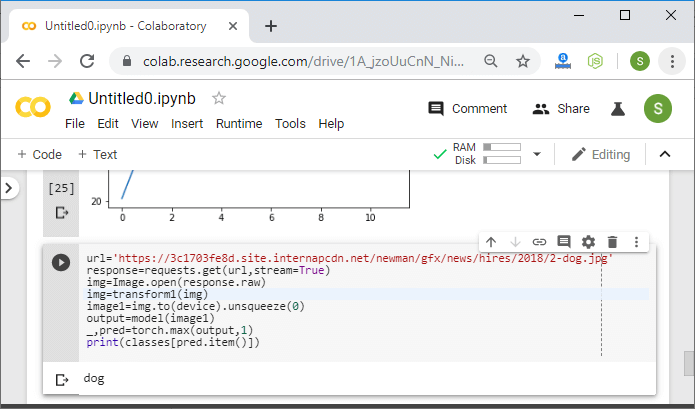 Untitled0.ipynb - Colaboratory
colab.research.google.com/drive/1A_jzoUuCnN_Ni...
S
Untitled0.ipynb
File Edit View Insert Runtime Tools Help
Comment Share S
+ Code + Text
RAM
Disk
Editing
[25]
20
0 2 4 6 8 10
url='https://3c1703fe8d.site.internapcdn.net/newman/gfx/news/hires/2018/2-dog.jpg'
response=requests.get(url,stream=True)
img=Image.open(response.raw)
img=transform1(img)
image1=img.to(device).unsqueeze(0)
output=model(image1)
_,pred=torch.max(output,1)
print(classes[pred.item()])
dog